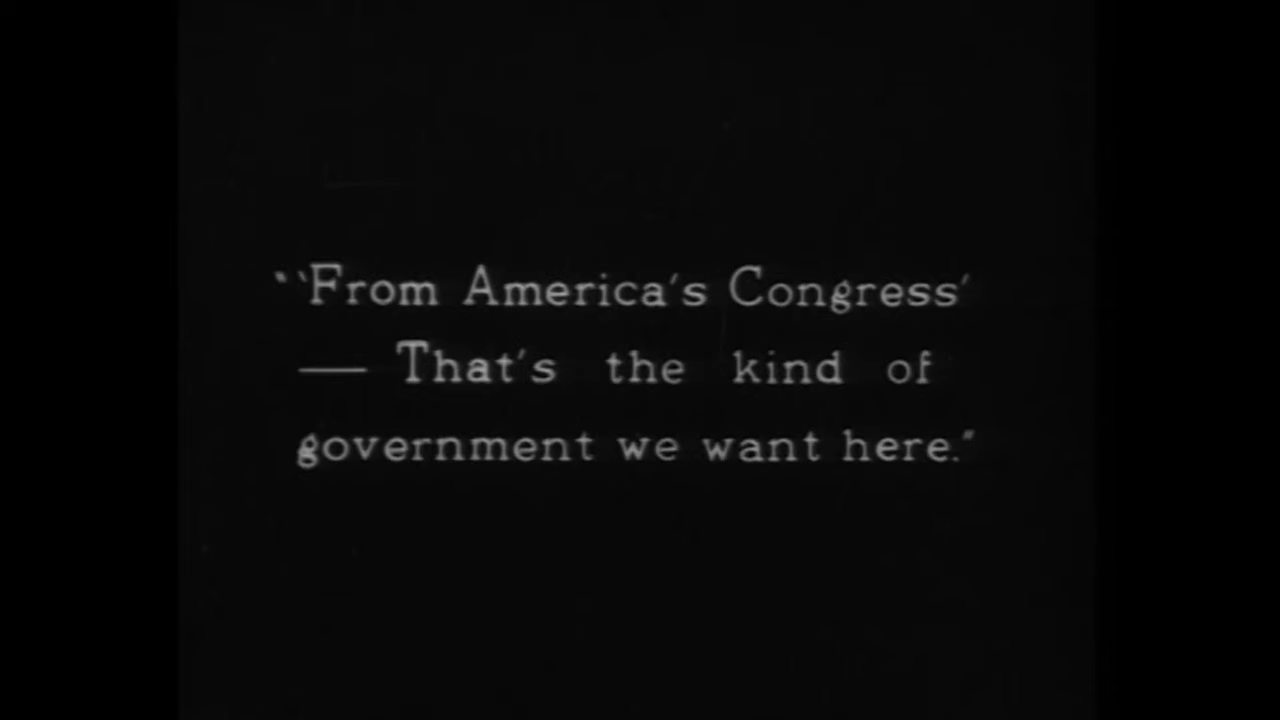 "'From America's Congress'
— That's the kind of
government we want here."